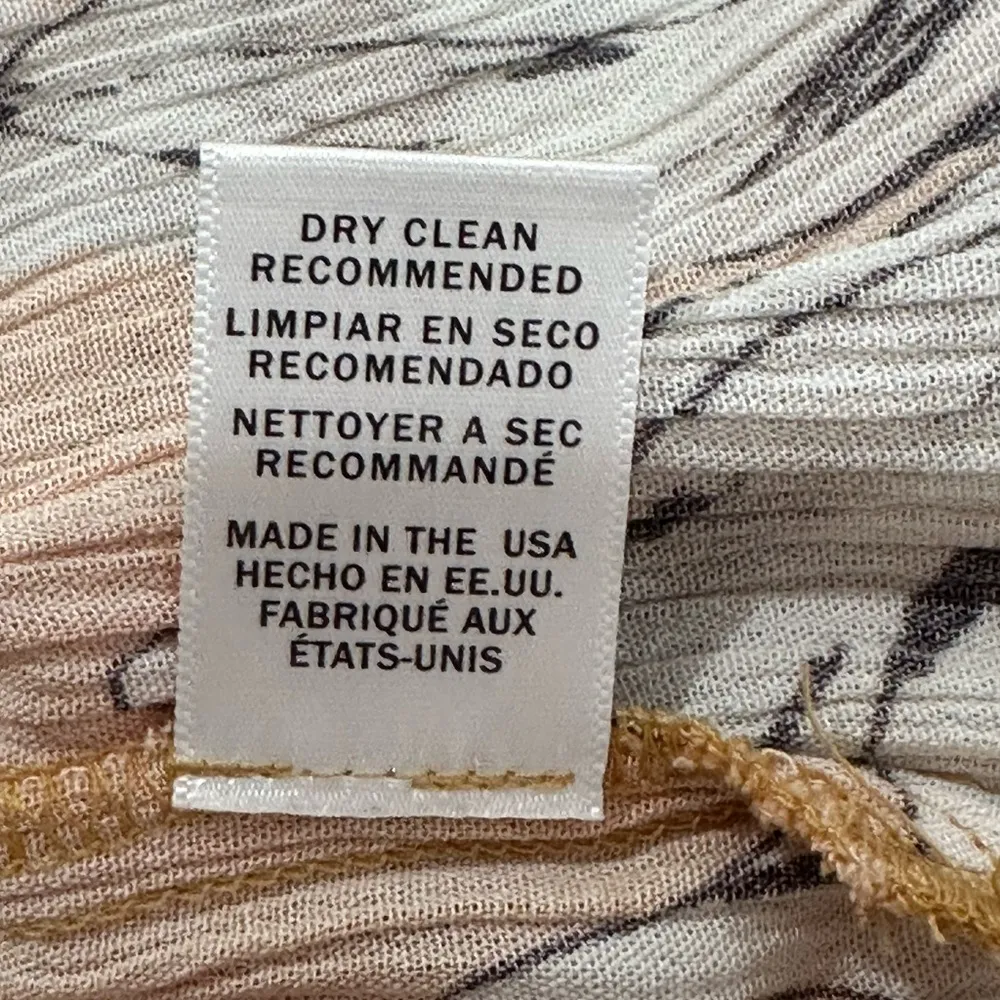 DRY CLEAN
RECOMMENDED
LIMPIAR EN SECO
RECOMENDADO
NETTOYER A SEC
RECOMMANDÉ
MADE IN THE USA
HECHO EN EE.UU.
FABRIQUÉ AUX
ÉTATS-UNIS